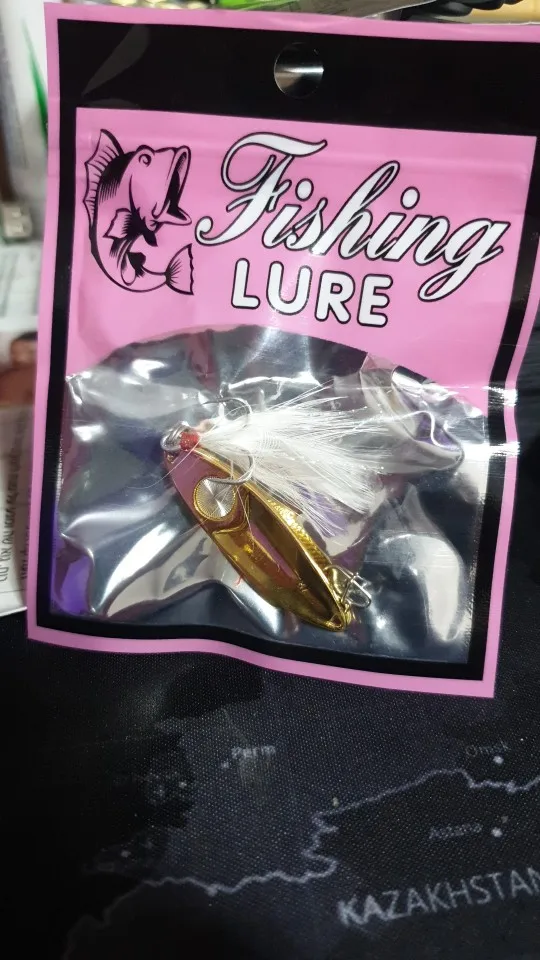 Fishing
LURE
Perm
Omsk
Astana
KAZAKHSTAN